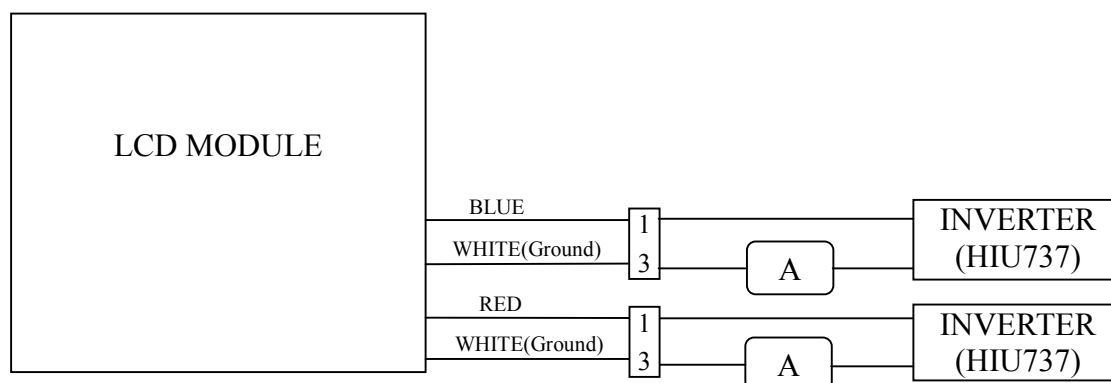 LCD MODULE
BLUE
1
INVERTER
WHITE(Ground)
3
A
(HIU737)
RED
1
INVERTER
WHITE(Ground)
3
A
(HIU737)